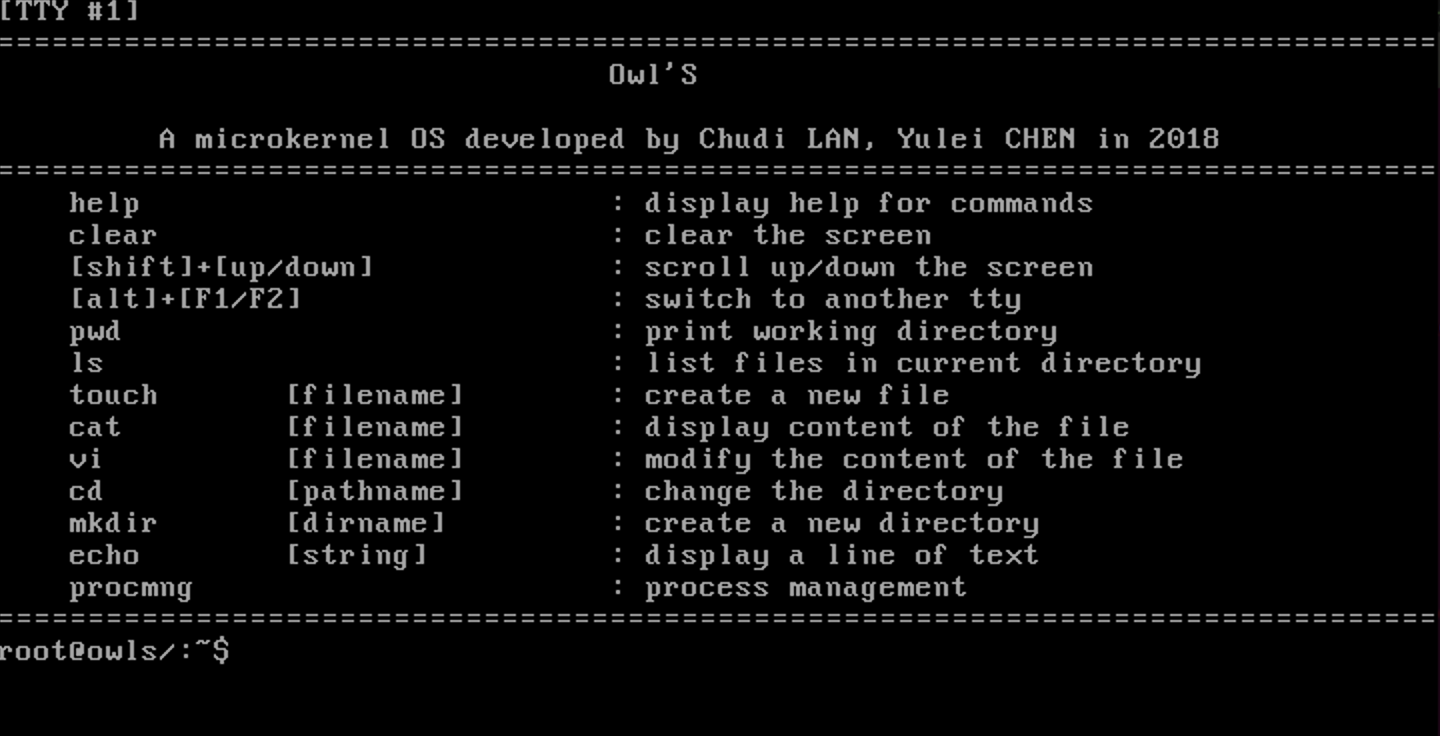 [TTY #1]
================================================================================
Owl'S
A microkernel OS developed by Chudi LAN, Yulei CHEN in 2018
================================================================================
help : display help for commands
clear : clear the screen
[shift]+[up/down] : scroll up/down the screen
[alt]+[F1/F2] : switch to another tty
pwd : print working directory
ls : list files in current directory
touch [filename] : create a new file
cat [filename] : display content of the file
vi [filename] : modify the content of the file
cd [pathname] : change the directory
mkdir [dirname] : create a new directory
echo [string] : display a line of text
procmng : process management
================================================================================
root@owls/:~$